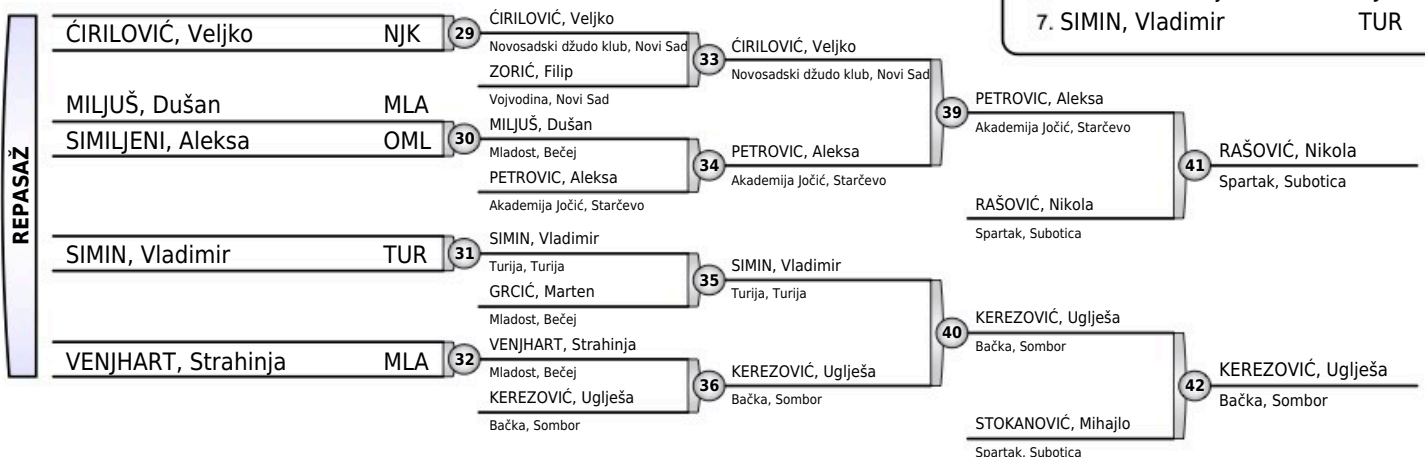 7. SIMIN, Vladimir TUR
REPASAŽ
ĆIRILOVIĆ, Veljko NJK
MILJUŠ, Dušan MLA
SIMILJENI, Aleksa OML
SIMIN, Vladimir TUR
VENJHART, Strahinja MLA
29
30
31
32
ĆIRILOVIĆ, Veljko
Novosadski džudo klub, Novi Sad
ZORIĆ, Filip
Vojvodina, Novi Sad
MILJUŠ, Dušan
Mladost, Bečej
PETROVIC, Aleksa
Akademija Jočić, Starčevo
SIMIN, Vladimir
Turija, Turija
GRCIĆ, Marten
Mladost, Bečej
VENJHART, Strahinja
Mladost, Bečej
KEREZOVIĆ, Uglješa
Bačka, Sombor
33
34
35
36
ĆIRILOVIĆ, Veljko
Novosadski džudo klub, Novi Sad
PETROVIC, Aleksa
Akademija Jočić, Starčevo
SIMIN, Vladimir
Turija, Turija
KEREZOVIĆ, Uglješa
Bačka, Sombor
39
40
PETROVIC, Aleksa
Akademija Jočić, Starčevo
RAŠOVIĆ, Nikola
Spartak, Subotica
KEREZOVIĆ, Uglješa
Bačka, Sombor
STOKANOVIĆ, Mihajlo
Spartak, Subotica
41
42
RAŠOVIĆ, Nikola
Spartak, Subotica
KEREZOVIĆ, Uglješa
Bačka, Sombor